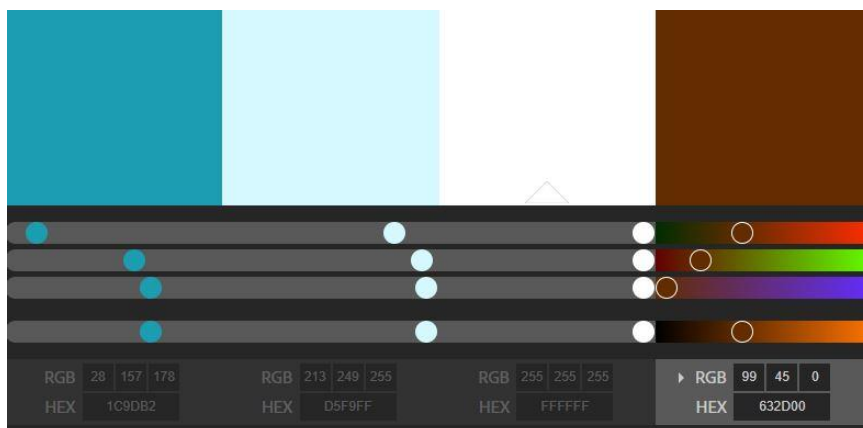 RGB 28 157 178 RGB 213 249 255 RGB 255 255 255 RGB 99 45 0
HEX 1C9DB2 HEX D5F9FF HEX FFFFFF HEX 632D00